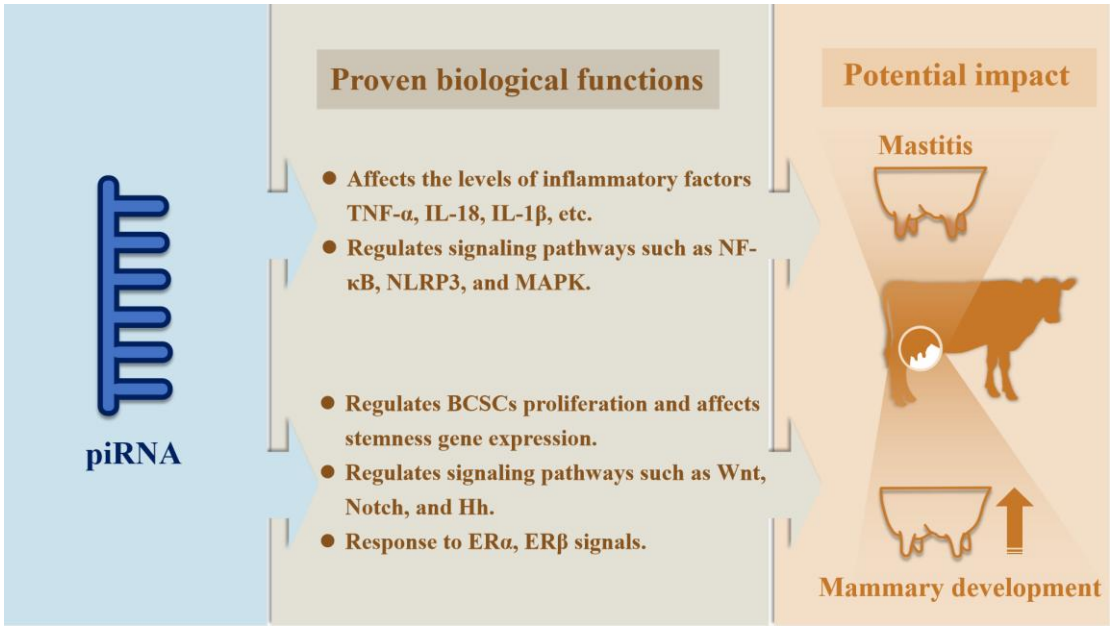 Proven biological functions
Potential impact
Mastitis
● Affects the levels of inflammatory factors
TNF-α, IL-18, IL-1β, etc.
● Regulates signaling pathways such as NF-
κB, NLRP3, and MAPK.
piRNA
● Regulates BCSCs proliferation and affects
stemness gene expression.
● Regulates signaling pathways such as Wnt,
Notch, and Hh.
● Response to ERα, ERβ signals.
Mammary development